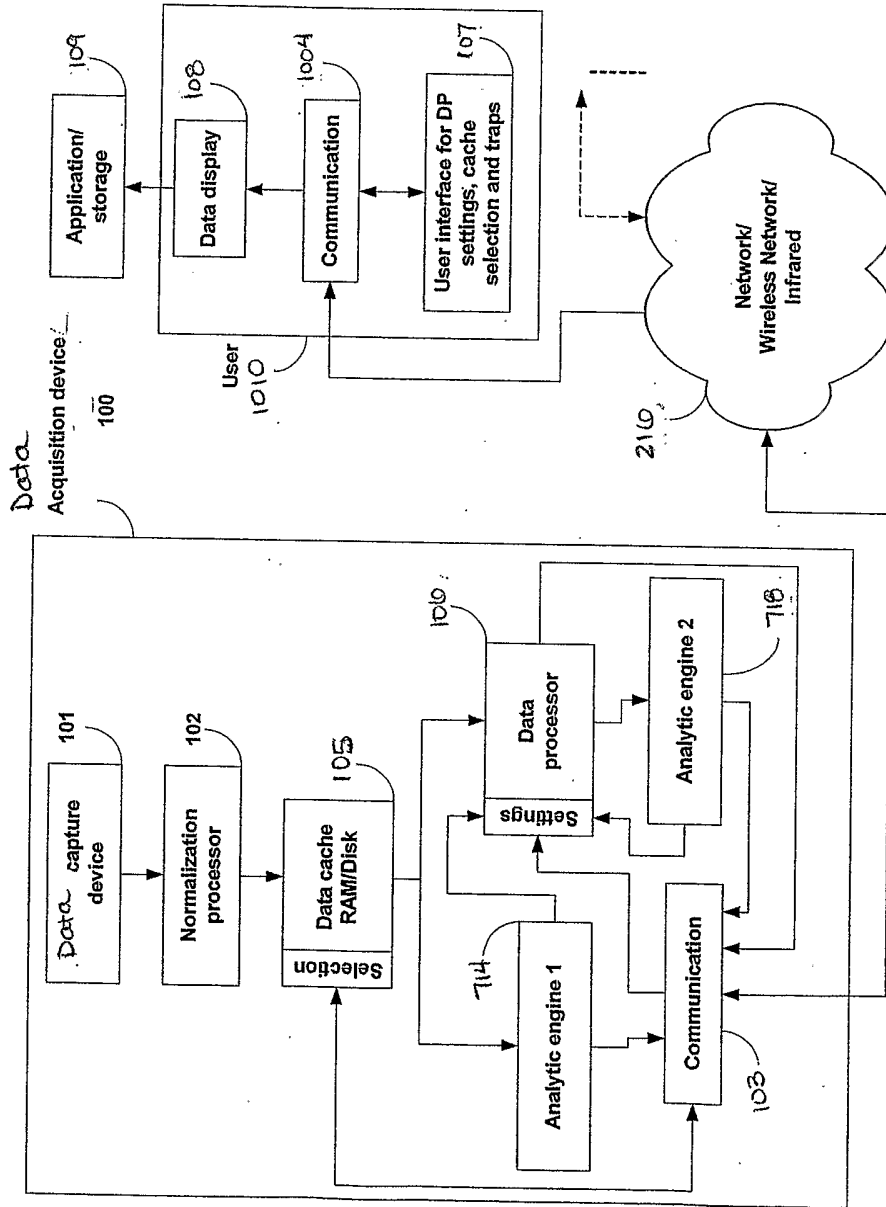 Data
Acquisition device
100
Data capture
device
101
Normalization
processor
102
Selection
Data cache
RAM/Disk
105
Settings
Data
processor
106
Analytic engine 1
714
Analytic engine 2
718
Communication
103
Application/
storage
109
Data display
108
Communication
1004
User interface for DP
settings, cache
selection and traps
107
User
1010
Network/
Wireless Network/
Infrared
216